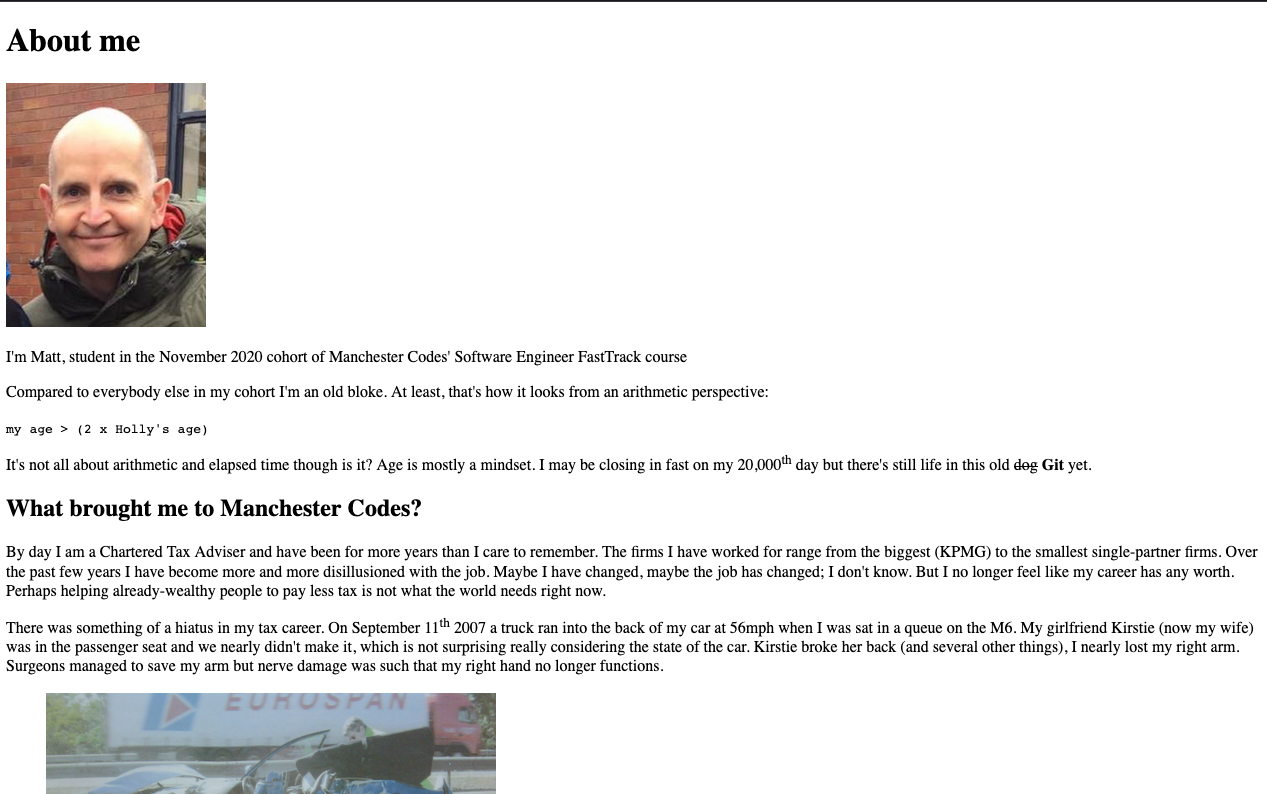 About me
I'm Matt, student in the November 2020 cohort of Manchester Codes' Software Engineer FastTrack course
Compared to everybody else in my cohort I'm an old bloke. At least, that's how it looks from an arithmetic perspective:
my age > (2 x Holly's age)
It's not all about arithmetic and elapsed time though is it? Age is mostly a mindset. I may be closing in fast on my 20,000th day but there's still life in this old dog Git yet.
What brought me to Manchester Codes?
By day I am a Chartered Tax Adviser and have been for more years than I care to remember. The firms I have worked for range from the biggest (KPMG) to the smallest single-partner firms. Over
the past few years I have become more and more disillusioned with the job. Maybe I have changed, maybe the job has changed; I don't know. But I no longer feel like my career has any worth.
Perhaps helping already-wealthy people to pay less tax is not what the world needs right now.
There was something of a hiatus in my tax career. On September 11th 2007 a truck ran into the back of my car at 56mph when I was sat in a queue on the M6. My girlfriend Kirstie (now my wife)
was in the passenger seat and we nearly didn't make it, which is not surprising really considering the state of the car. Kirstie broke her back (and several other things), I nearly lost my right arm.
Surgeons managed to save my arm but nerve damage was such that my right hand no longer functions.
EUROSPAN